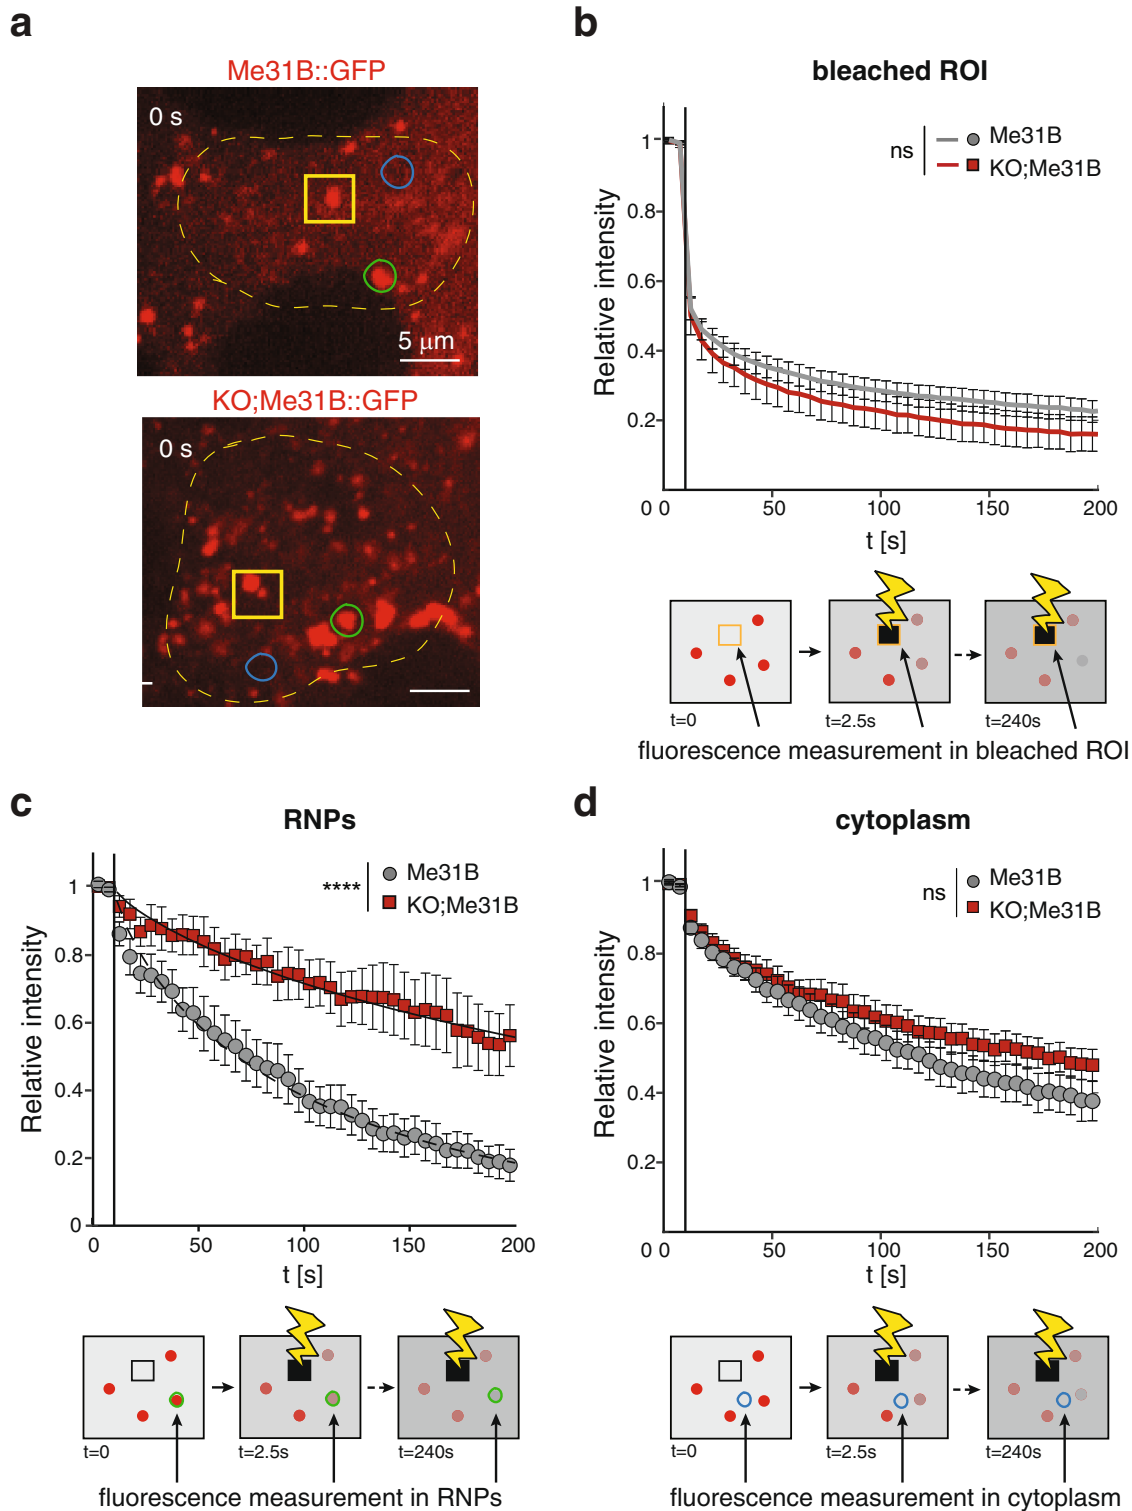 a
Me31B::GFP
0 s
5 µm
KO;Me31B::GFP
0 s
b
bleached ROI
Me31B
ns
KO;Me31B
Relative intensity
1
0.8
0.6
0.4
0.2
0
50
100
150
200
t [s]
t=0
t=2.5s
t=240s
fluorescence measurement in bleached ROI
c
RNPs
Me31B
****
KO;Me31B
Relative intensity
1
0.8
0.6
0.4
0.2
0
0
50
100
150
200
t [s]
t=0
t=2.5s
t=240s
fluorescence measurement in RNPs
d
cytoplasm
Me31B
ns
KO;Me31B
Relative intensity
1
0.8
0.6
0.4
0.2
0 0
50
100
150
200
t [s]
t=0
t=2.5s
t=240s
fluorescence measurement in cytoplasm